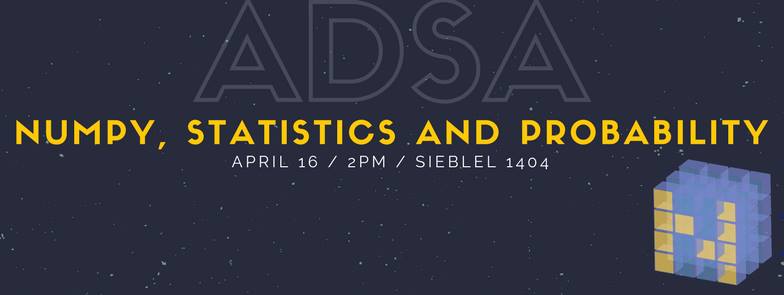 ADSA
NUMPY, STATISTICS AND PROBABILITY
APRIL 16 / 2PM / SIEBLEL 1404